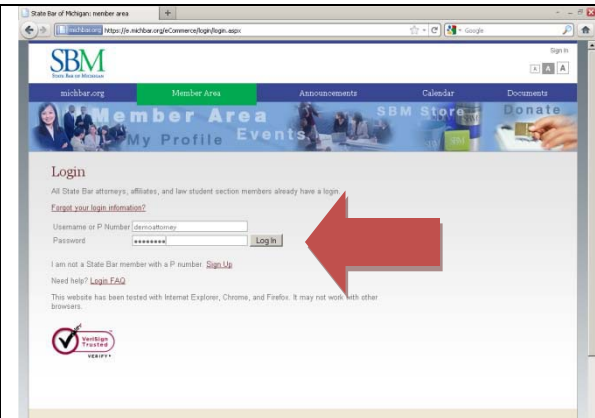 State Bar of Michigan: member area
michbar.org https://e.michbar.org/eCommerce/login/login.aspx
Google
Sign in
SBM
State Bar of Michigan
A A A
michbar.org Member Area Announcements Calendar Documents
Member Area SBM Store Donate
My Profile Events
Login
All State Bar attorneys, affiliates, and law student section members already have a login.
Forgot your login infomation?
Username or P Number demoattorney
Password ••••••••
Log In
I am not a State Bar member with a P number. Sign Up
Need help? Login FAQ
This website has been tested with Internet Explorer, Chrome, and Firefox. It may not work with other
browsers.
VeriSign
Trusted
VERIFY